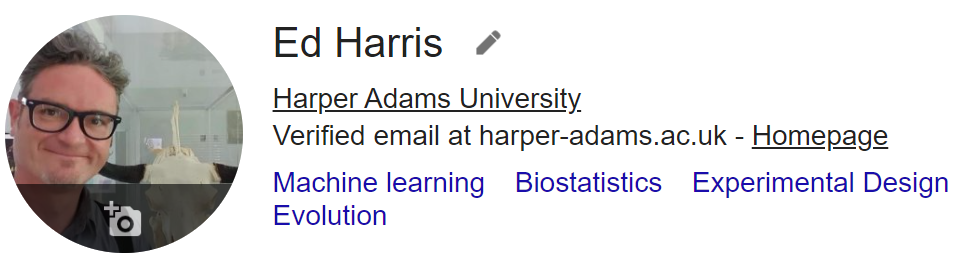 Ed Harris
Harper Adams University
Verified email at harper-adams.ac.uk - Homepage
Machine learning Biostatistics Experimental Design
Evolution